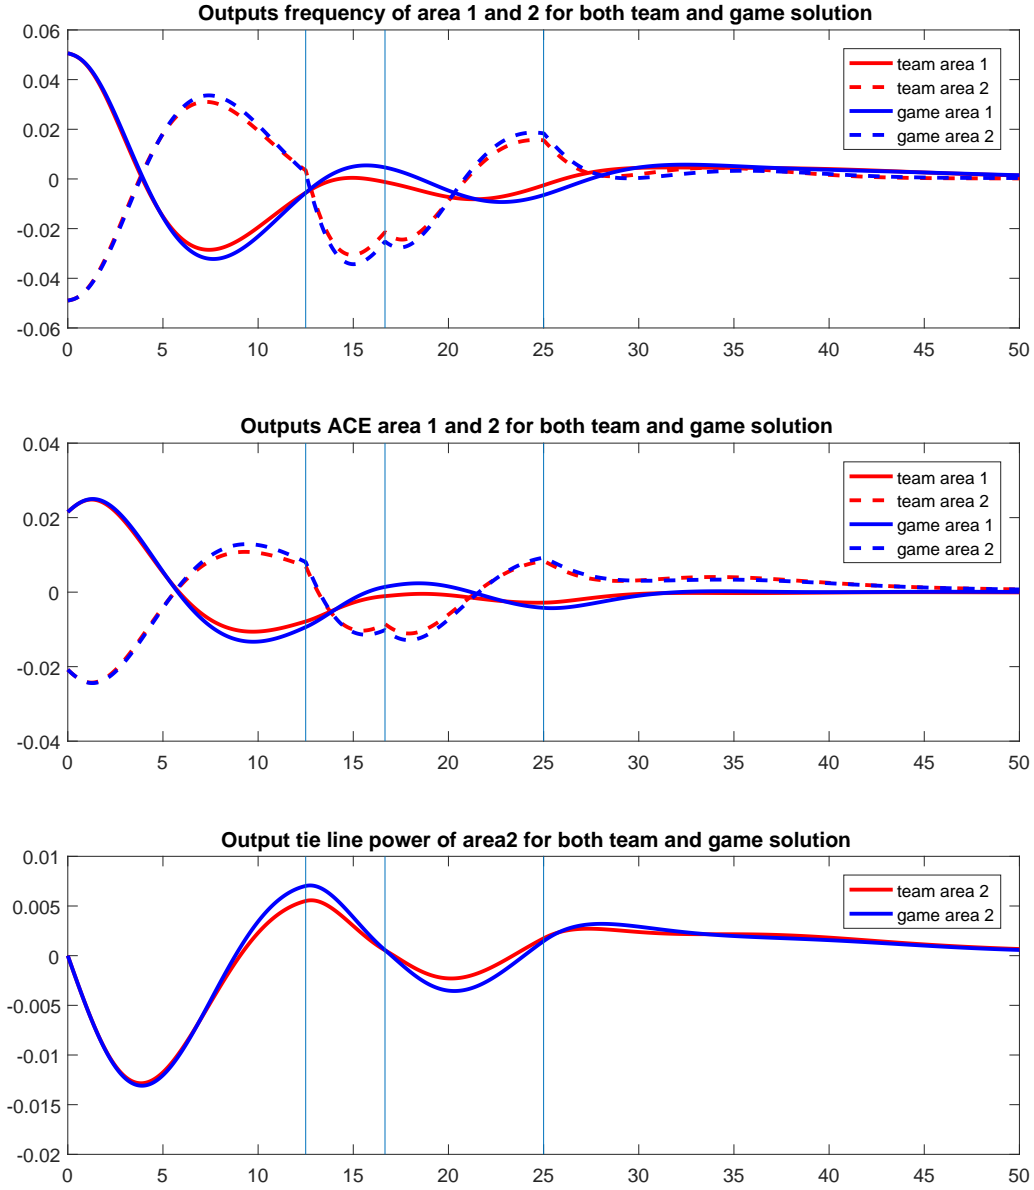 Outputs frequency of area 1 and 2 for both team and game solution
0.06
0.04
0.02
0
-0.02
-0.04
-0.06
team area 1
team area 2
game area 1
game area 2
0 5 10 15 20 25 30 35 40 45 50
Outputs ACE area 1 and 2 for both team and game solution
0.04
0.02
0
-0.02
-0.04
team area 1
team area 2
game area 1
game area 2
0 5 10 15 20 25 30 35 40 45 50
Output tie line power of area2 for both team and game solution
0.01
0.005
0
-0.005
-0.01
-0.015
-0.02
team area 2
game area 2
0 5 10 15 20 25 30 35 40 45 50